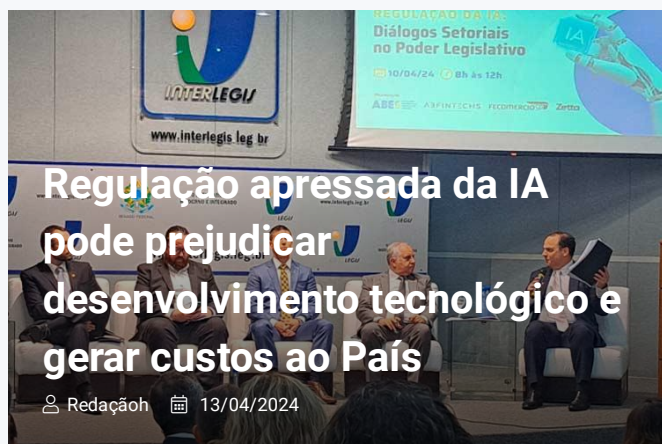 REGULAÇÃO DA IA:
Diálogos Setoriais
no Poder Legislativo
IA
10/04/24 8h às 12h
ABES ABFINTECHS FECOMERCIO Zetta
INTERLEGIS
www.interlegis.leg.br
Regulação apressada da IA
pode prejudicar
desenvolvimento tecnológico e
gerar custos ao País
Redaçãoh 13/04/2024